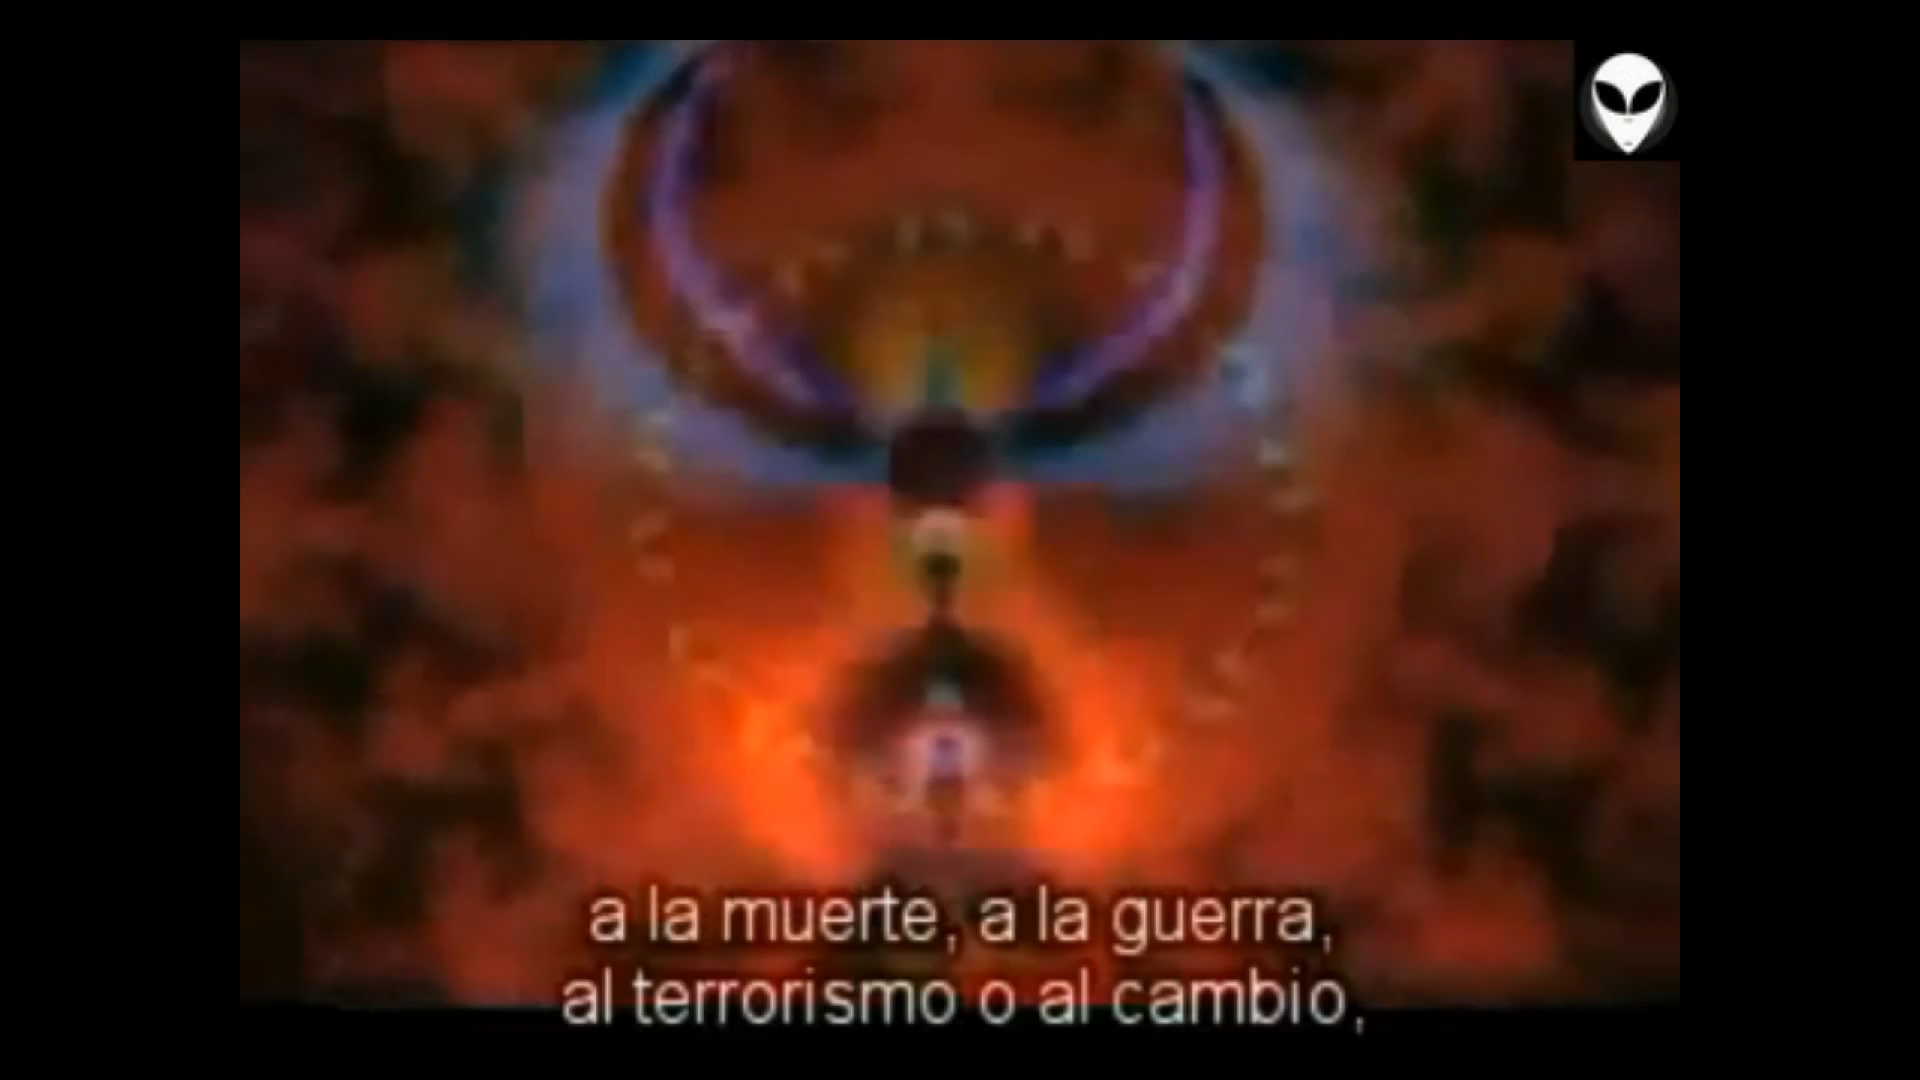 a la muerte, a la guerra,
al terrorismo o al cambio,